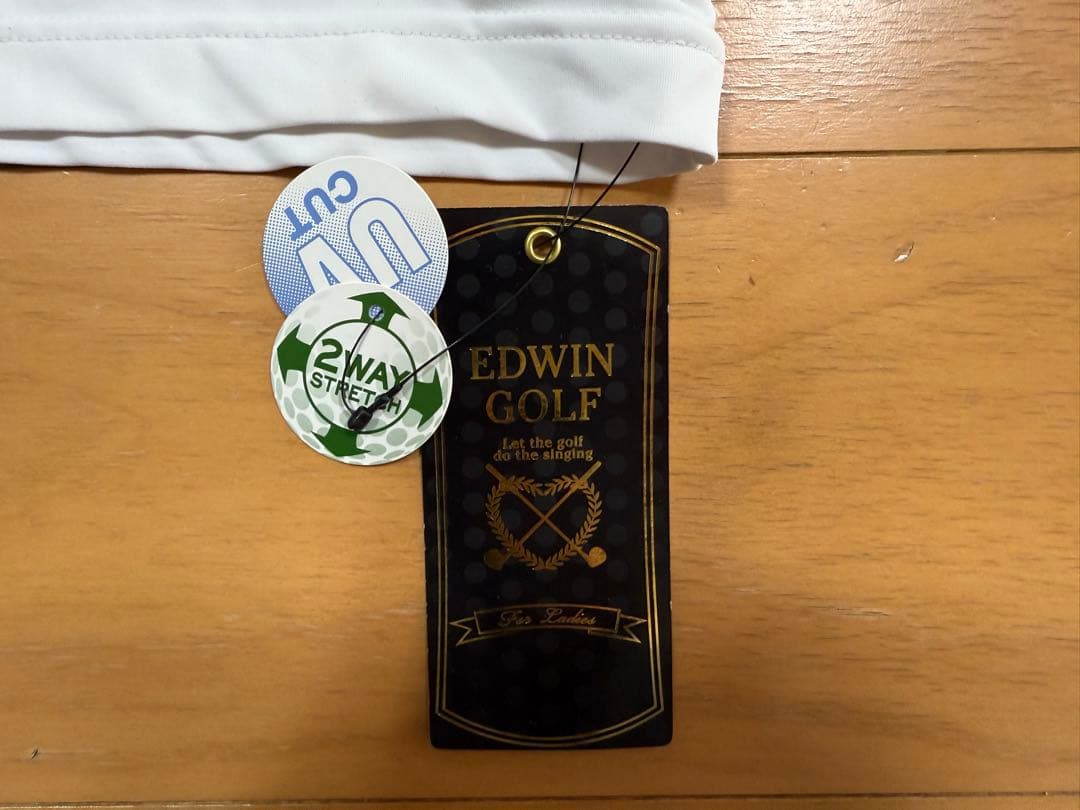 UV
CUT
2WAY
STRETCH
EDWIN
GOLF
Let the golf
do the singing
For Ladies